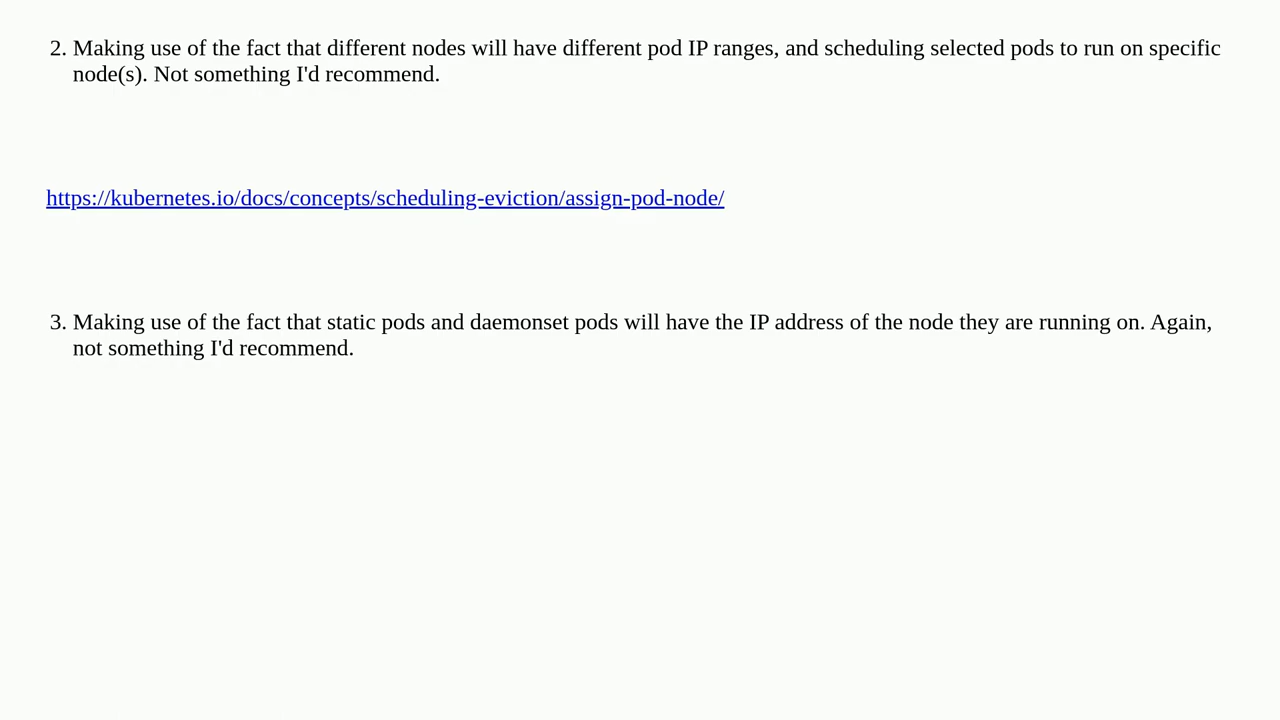 2. Making use of the fact that different nodes will have different pod IP ranges, and scheduling selected pods to run on specific
node(s). Not something I'd recommend.
https://kubernetes.io/docs/concepts/scheduling-eviction/assign-pod-node/
3. Making use of the fact that static pods and daemonset pods will have the IP address of the node they are running on. Again,
not something I'd recommend.